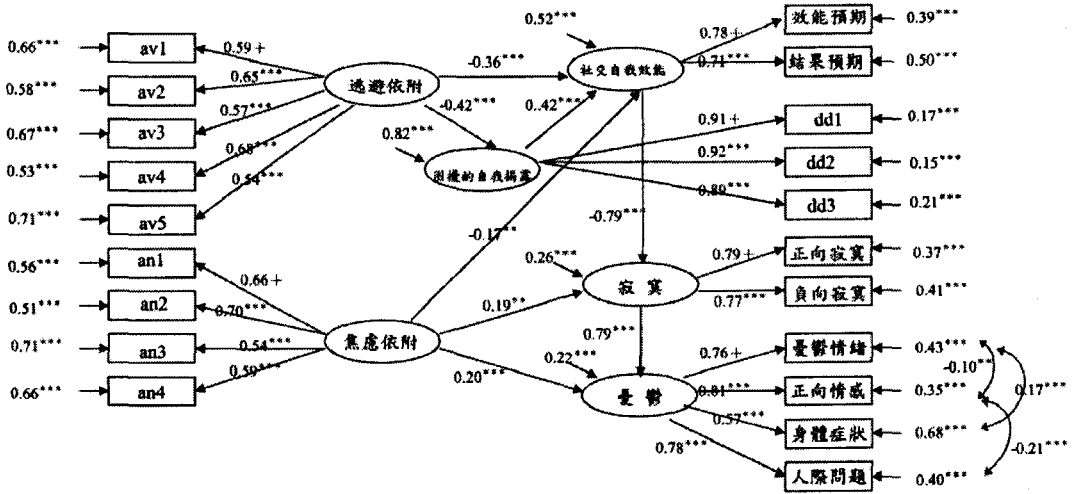 0.52***
效能預期
0.39***
0.66***
av1
0.59+
0.78+
社交自我效能
0.71***
結果預期
0.50***
0.58***
av2
0.65***
逃避依附
-0.36***
0.67***
av3
0.57***
-0.42***
0..42***
0.91+
dd1
0.17***
0.53***
av4
0.68***
0.82***
困擾的自我揭露
0.92***
dd2
0.15***
0.71***
av5
0.54***
0.89***
dd3
0.21***
-0.79***
-0.17**
0.56***
an1
0.66+
0.26***
寂寞
0.79+
正向寂寞
0.37***
0.51***
an2
0.70***
0.19**
0.77***
負向寂寞
0.41***
0.71***
an3
0.54***
焦慮依附
0.79***
0.76+
憂鬱情緒
0.43***
-0.10**
0.66***
an4
0.59***
0.20***
0.22***
憂鬱
0.81***
正向情感
0.35***
0.17***
0.57***
身體症狀
0.68***
-0.21***
0.78***
人際問題
0.40***